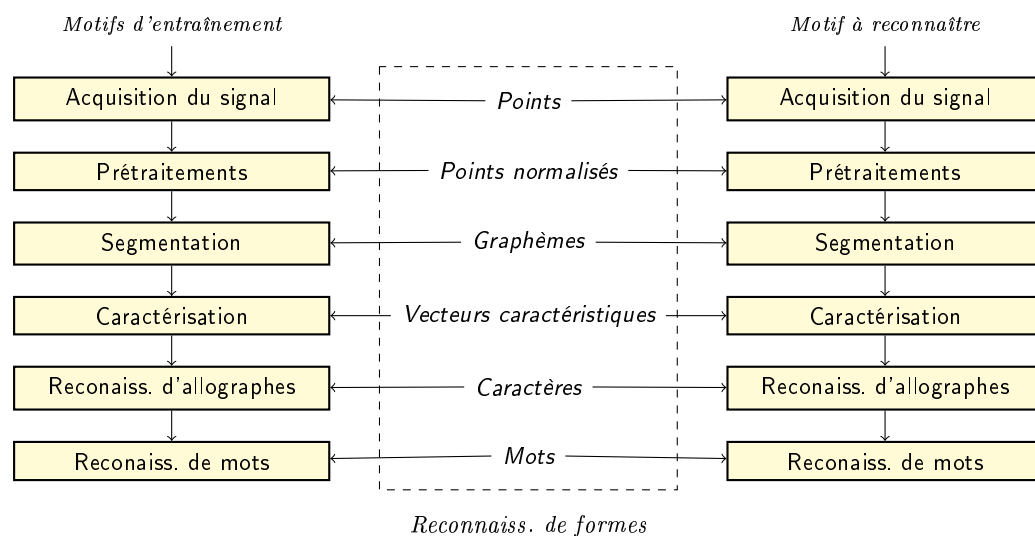 Motifs d'entraînement
Motif à reconnaître
Acquisition du signal
Points
Acquisition du signal
Prétraitements
Points normalisés
Prétraitements
Segmentation
Graphèmes
Segmentation
Caractérisation
Vecteurs caractéristiques
Caractérisation
Reconaiss. d'allographes
Caractères
Reconaiss. d'allographes
Reconaiss. de mots
Mots
Reconaiss. de mots
Reconnaiss. de formes